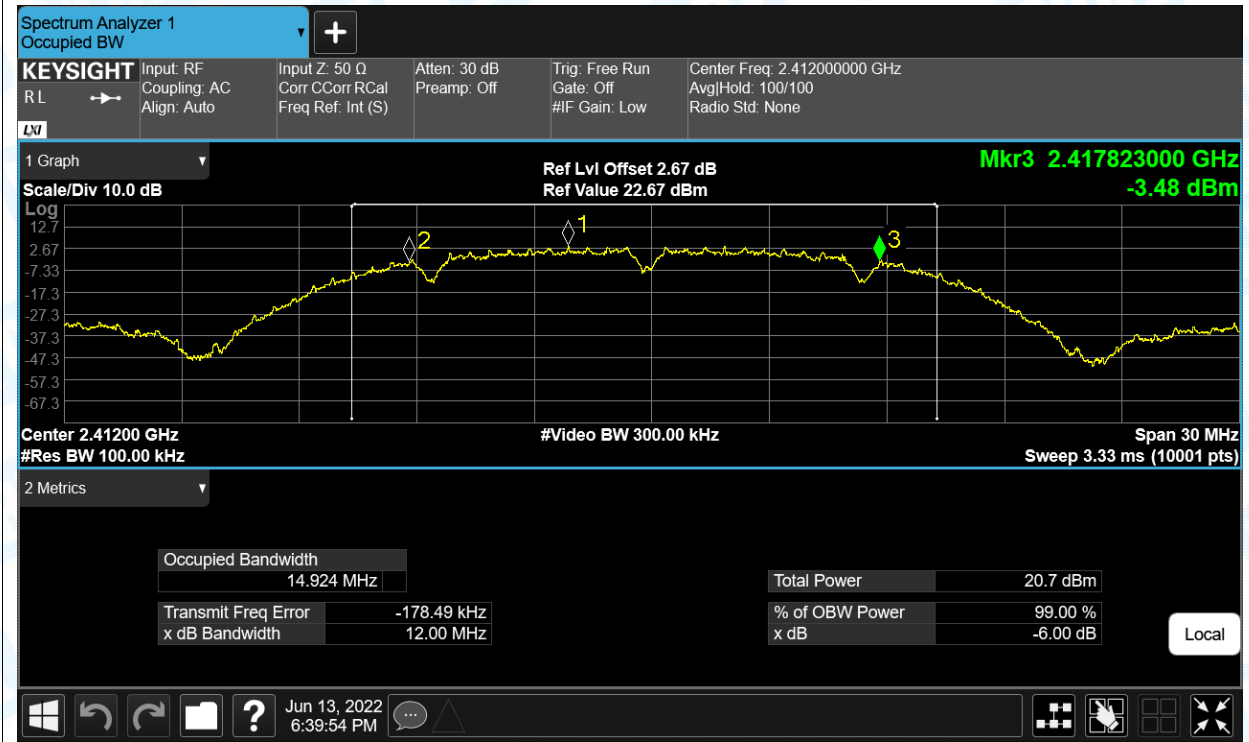 Spectrum Analyzer 1
Occupied BW
KEYSIGHT
R L
LXI
Input: RF
Coupling: AC
Align: Auto
Input Z: 50 Ω
Corr CCorr RCal
Freq Ref: Int (S)
Atten: 30 dB
Preamp: Off
Trig: Free Run
Gate: Off
#IF Gain: Low
Center Freq: 2.412000000 GHz
Avg|Hold: 100/100
Radio Std: None
1 Graph
Scale/Div 10.0 dB
Ref Lvl Offset 2.67 dB
Ref Value 22.67 dBm
Mkr3 2.417823000 GHz
-3.48 dBm
Log
12.7
2.67
-7.33
-17.3
-27.3
-37.3
-47.3
-57.3
-67.3
2
1
3
Center 2.41200 GHz
#Video BW 300.00 kHz
Span 30 MHz
#Res BW 100.00 kHz
Sweep 3.33 ms (10001 pts)
2 Metrics
Occupied Bandwidth
14.924 MHz
Total Power 20.7 dBm
Transmit Freq Error -178.49 kHz
% of OBW Power 99.00 %
x dB Bandwidth 12.00 MHz
x dB -6.00 dB
Local
?
Jun 13, 2022
6:39:54 PM